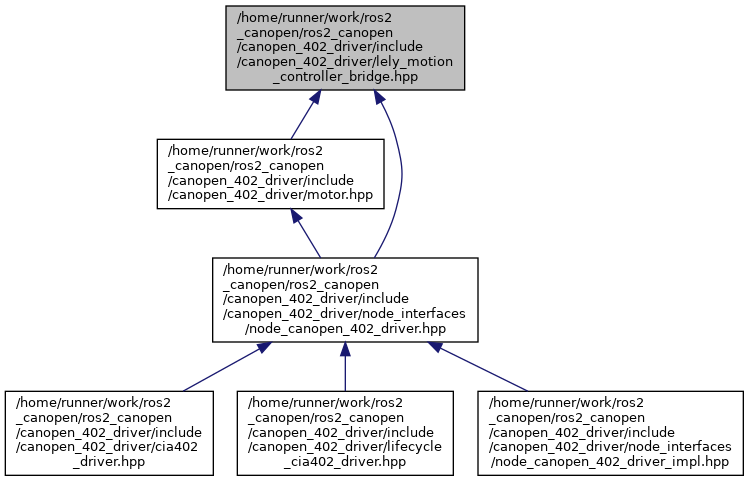 /home/runner/work/ros2
_canopen/ros2_canopen
/canopen_402_driver/include
/canopen_402_driver/lely_motion
_controller_bridge.hpp
/home/runner/work/ros2
_canopen/ros2_canopen
/canopen_402_driver/include
/canopen_402_driver/motor.hpp
/home/runner/work/ros2
_canopen/ros2_canopen
/canopen_402_driver/include
/canopen_402_driver/node_interfaces
/node_canopen_402_driver.hpp
/home/runner/work/ros2
_canopen/ros2_canopen
/canopen_402_driver/include
/canopen_402_driver/cia402
_driver.hpp
/home/runner/work/ros2
_canopen/ros2_canopen
/canopen_402_driver/include
/canopen_402_driver/lifecycle
_cia402_driver.hpp
/home/runner/work/ros2
_canopen/ros2_canopen
/canopen_402_driver/include
/canopen_402_driver/node_interfaces
/node_canopen_402_driver_impl.hpp